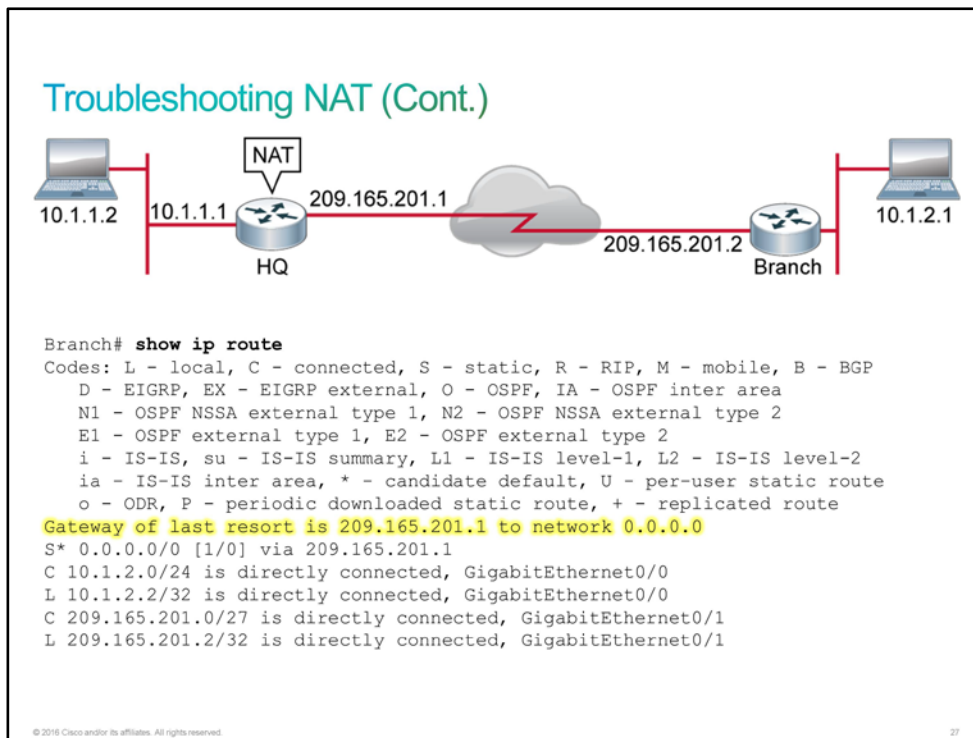 Troubleshooting NAT (Cont.)
NAT
10.1.1.2
10.1.1.1
209.165.201.1
HQ
209.165.201.2
Branch
10.1.2.1
Branch# show ip route
Codes: L - local, C - connected, S - static, R - RIP, M - mobile, B - BGP
D - EIGRP, EX - EIGRP external, O - OSPF, IA - OSPF inter area
N1 - OSPF NSSA external type 1, N2 - OSPF NSSA external type 2
E1 - OSPF external type 1, E2 - OSPF external type 2
i - IS-IS, su - IS-IS summary, L1 - IS-IS level-1, L2 - IS-IS level-2
ia - IS-IS inter area, * - candidate default, U - per-user static route
o - ODR, P - periodic downloaded static route, + - replicated route
Gateway of last resort is 209.165.201.1 to network 0.0.0.0
S* 0.0.0.0/0 [1/0] via 209.165.201.1
C 10.1.2.0/24 is directly connected, GigabitEthernet0/0
L 10.1.2.2/32 is directly connected, GigabitEthernet0/0
C 209.165.201.0/27 is directly connected, GigabitEthernet0/1
L 209.165.201.2/32 is directly connected, GigabitEthernet0/1
© 2016 Cisco and/or its affiliates. All rights reserved.
27